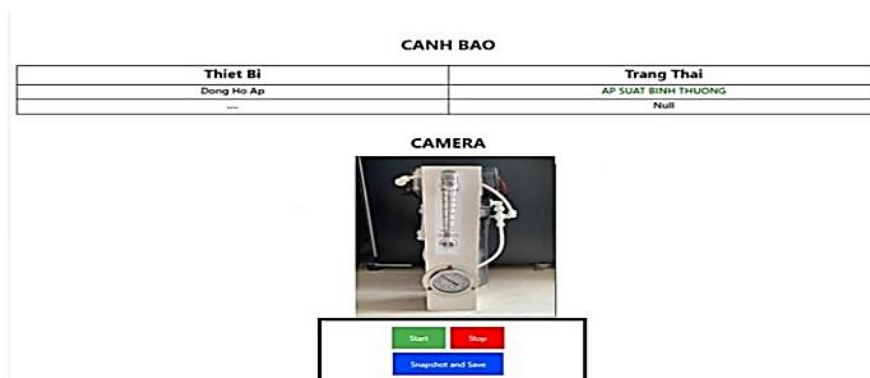 CANH BAO
Thiet Bi Trang Thai
Dong Ho Ap AP SUAT BINH THUONG
--- Null
CAMERA
Start Stop
Snapshot and Save